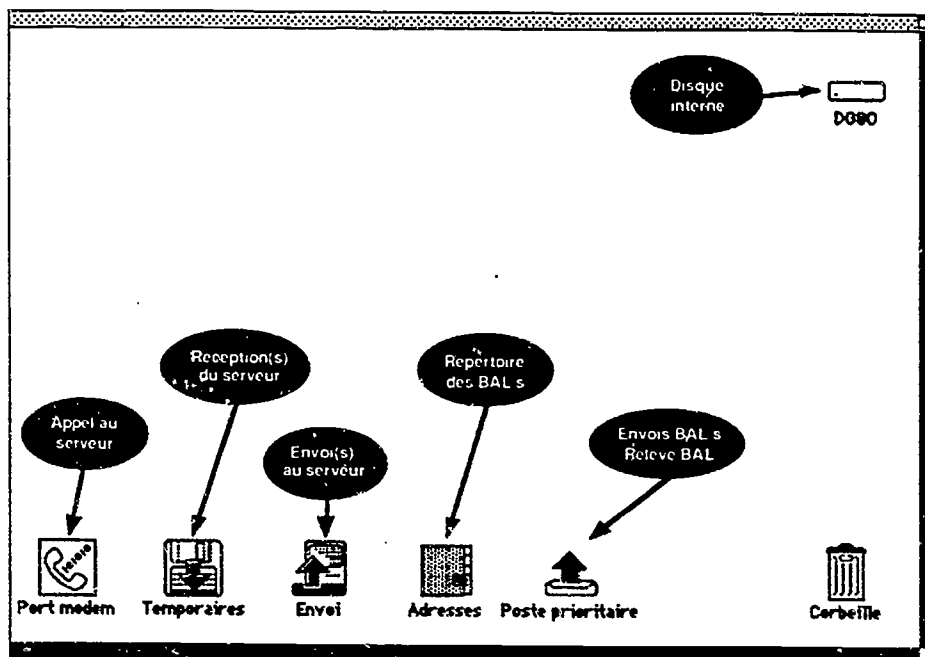 Disque
interne
DGBO
Reception(s)
du serveur
Repertoire
des BAL s
Appel au
serveur
Envoi(s)
au serveur
Envois BAL s
Releve BAL
Port modem
Temporaires
Envoi
Adresses
Poste prioritaire
Corbeille